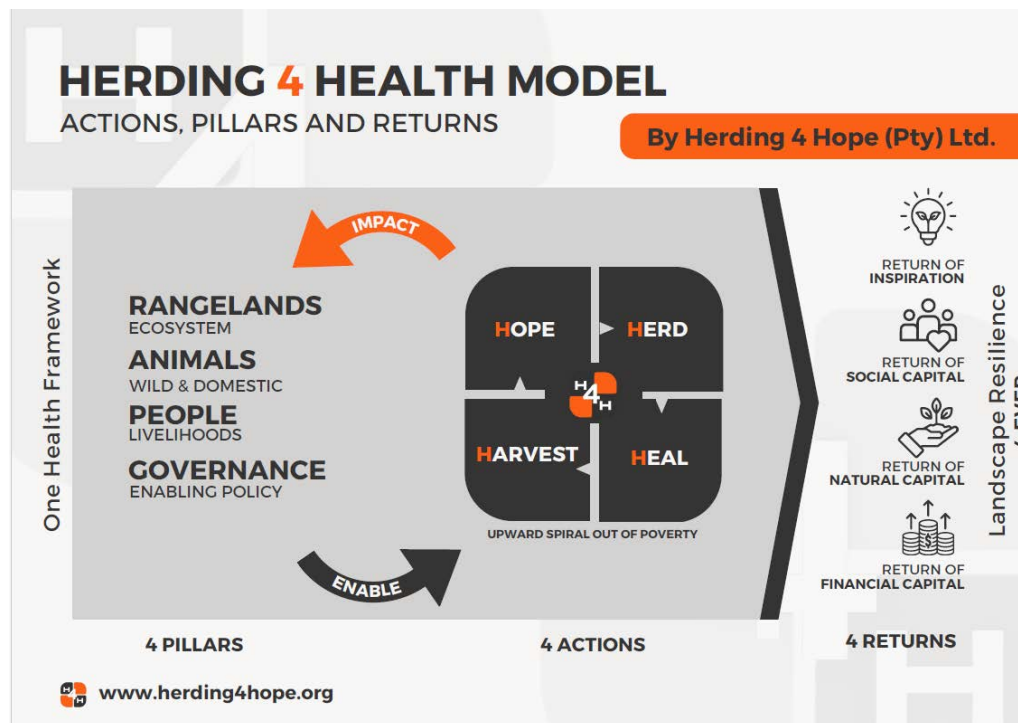 HERDING 4 HEALTH MODEL
ACTIONS, PILLARS AND RETURNS
By Herding 4 Hope (Pty) Ltd.
One Health Framework
IMPACT
RANGELANDS
ECOSYSTEM
ANIMALS
WILD & DOMESTIC
PEOPLE
LIVELIHOODS
GOVERNANCE
ENABLING POLICY
ENABLE
HOPE
HERD
H4H
HARVEST
HEAL
UPWARD SPIRAL OUT OF POVERTY
RETURN OF
INSPIRATION
RETURN OF
SOCIAL CAPITAL
RETURN OF
NATURAL CAPITAL
RETURN OF
FINANCIAL CAPITAL
Landscape Resilience
4 EVER
4 PILLARS
4 ACTIONS
4 RETURNS
H4H
www.herding4hope.org